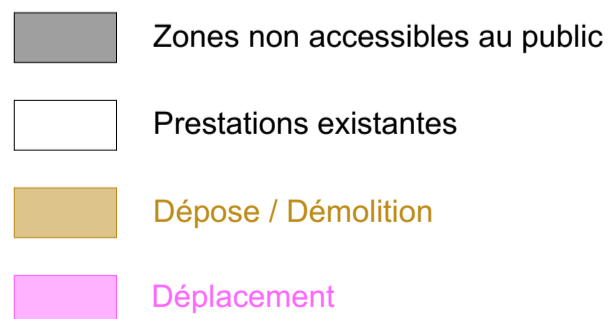 Zones non accessibles au public
Prestations existantes
Dépose / Démolition
Déplacement